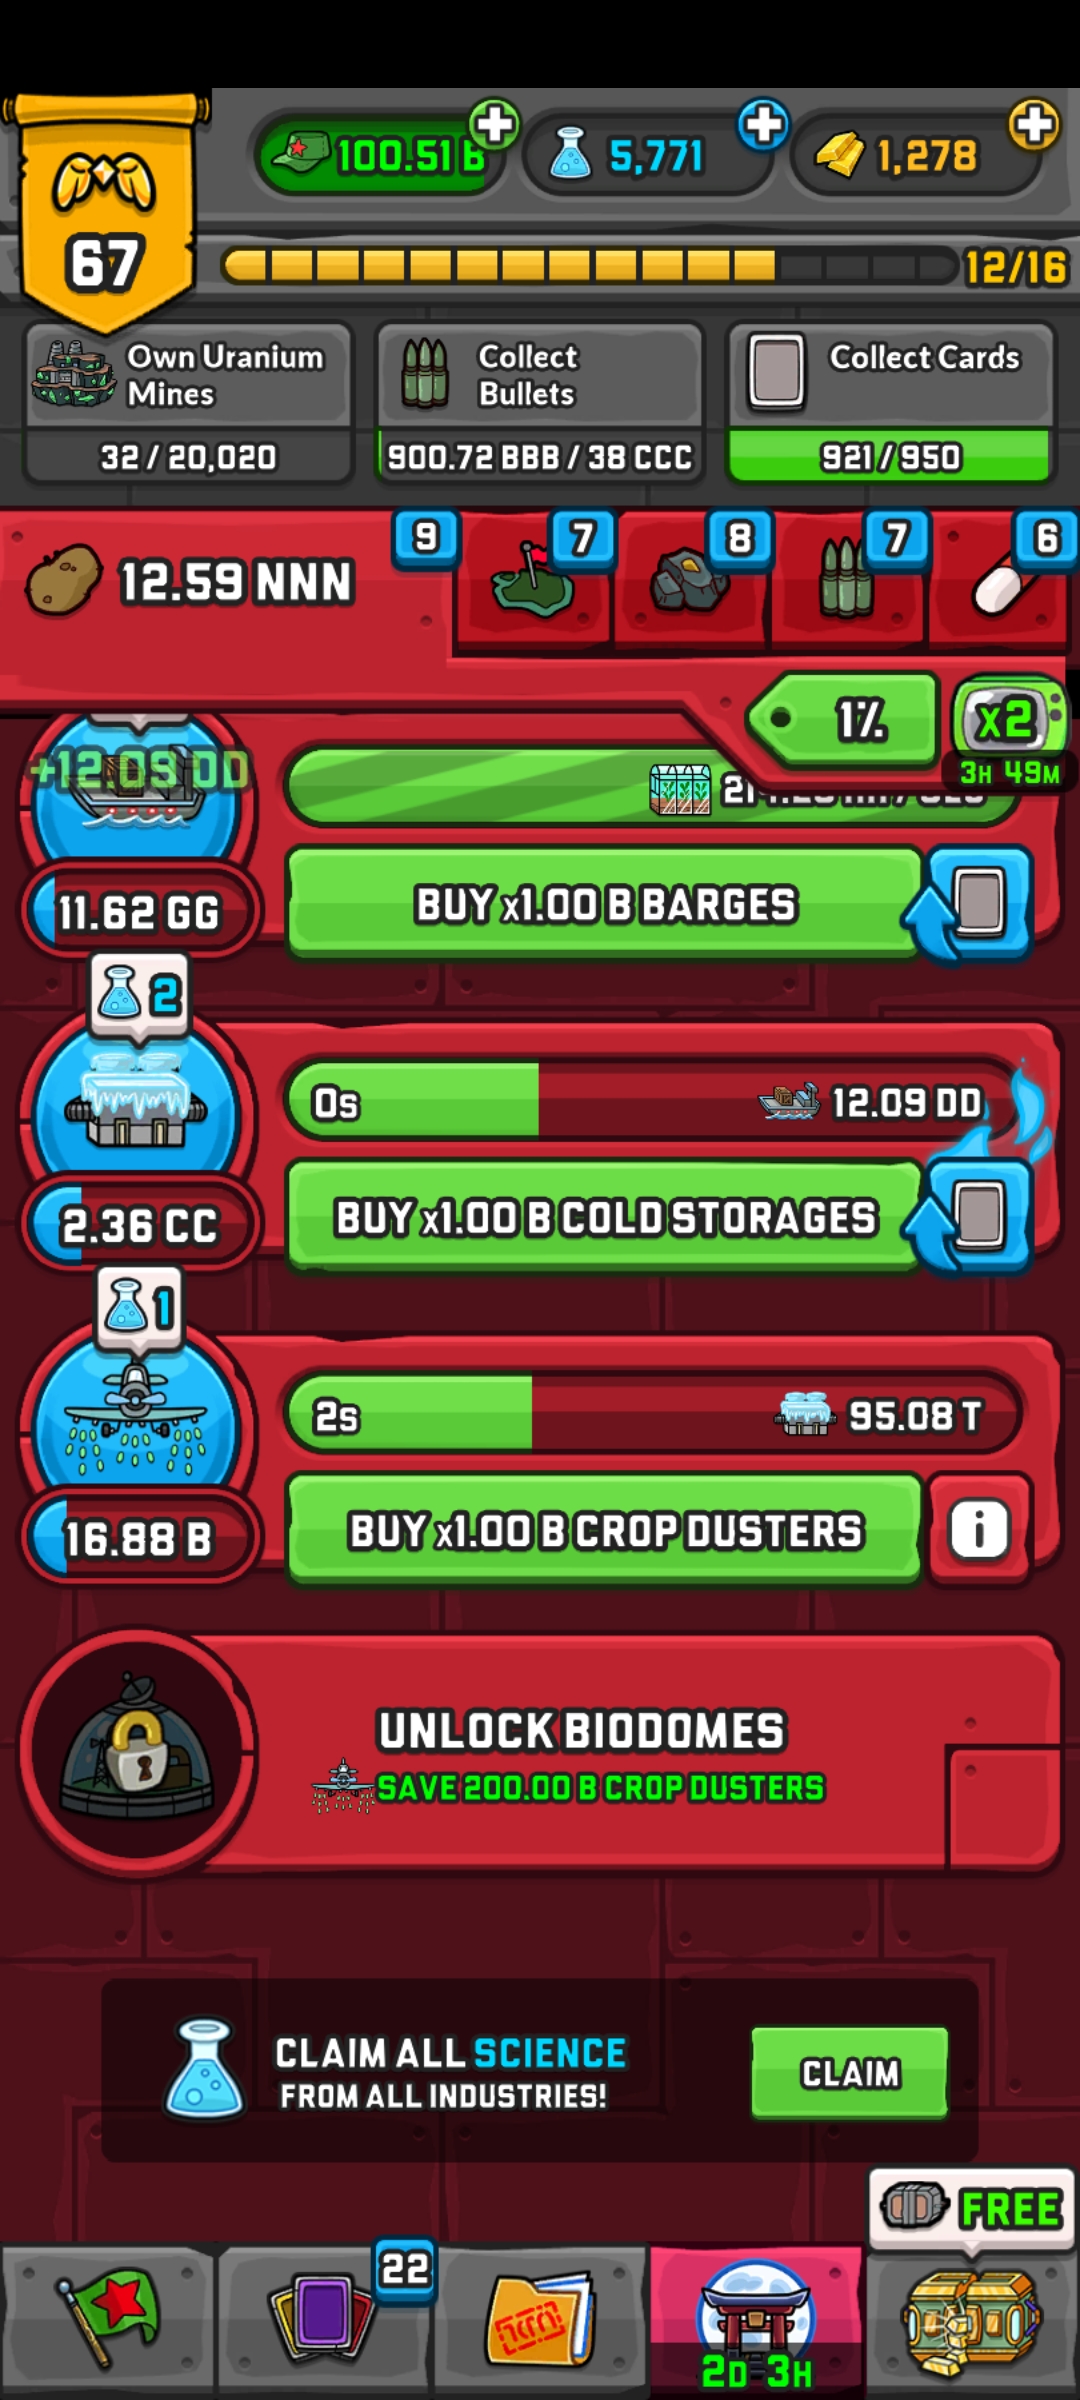 67
100.51 B
5,771
1,278
12/16
Own Uranium
Mines
32 / 20,020
Collect
Bullets
900.72 BBB / 38 CCC
Collect Cards
921 / 950
12.59 NNN
9
7
8
7
6
1%
x2
3H 49M
+12.09 DD
11.62 GG
BUY x1.00 B BARGES
2
0s
12.09 DD
2.36 CC
BUY x1.00 B COLD STORAGES
1
2s
95.08 T
16.88 B
BUY x1.00 B CROP DUSTERS
i
UNLOCK BIODOMES
SAVE 200.00 B CROP DUSTERS
CLAIM ALL SCIENCE
FROM ALL INDUSTRIES!
CLAIM
FREE
22
2D 3H